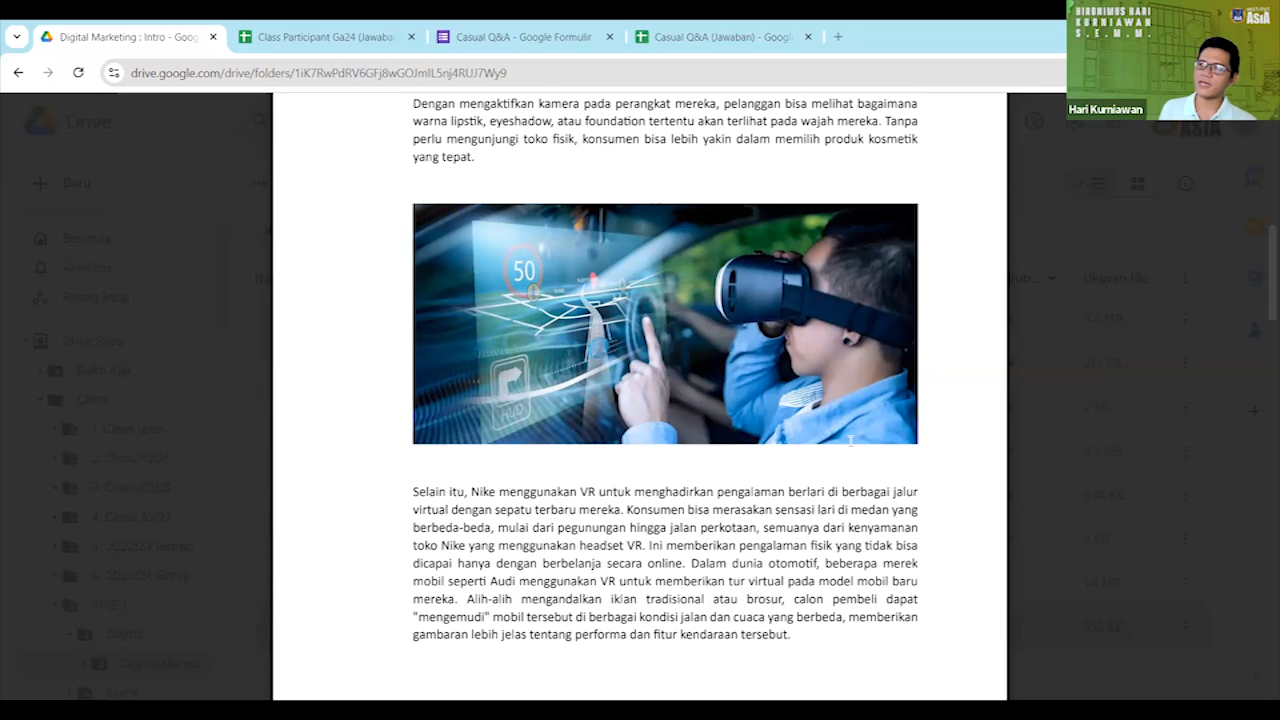 Digital Marketing : Intro - Goog
Class Participant Ga24 (Jawaba
Casual Q&A - Google Formulir
Casual Q&A (Jawaban) - Google
drive.google.com/drive/folders/
HIRONIMUS HARI
KURNIAWAN
S.E.M.M.
INSTITUT
ASIA
Hari Kurniawan
Drive
Baru
Dengan mengaktifkan kamera pada perangkat mereka, pelanggan bisa melihat bagaimana
warna lipstik, eyeshadow, atau foundation tertentu akan terlihat pada wajah mereka. Tanpa
perlu mengunjungi toko fisik, konsumen bisa lebih yakin dalam memilih produk kosmetik
yang tepat.
50
HUD
Selain itu, Nike menggunakan VR untuk menghadirkan pengalaman berlari di berbagai jalur
virtual dengan sepatu terbaru mereka. Konsumen bisa merasakan sensasi lari di medan yang
berbeda-beda, mulai dari pegunungan hingga jalan perkotaan, semuanya dari kenyamanan
toko Nike yang menggunakan headset VR. Ini memberikan pengalaman fisik yang tidak bisa
dicapai hanya dengan berbelanja secara online. Dalam dunia otomotif, beberapa merek
mobil seperti Audi menggunakan VR untuk memberikan tur virtual pada model mobil baru
mereka. Alih-alih mengandalkan iklan tradisional atau brosur, calon pembeli dapat
"mengemudi" mobil tersebut di berbagai kondisi jalan dan cuaca yang berbeda, memberikan
gambaran lebih jelas tentang performa dan fitur kendaraan tersebut.